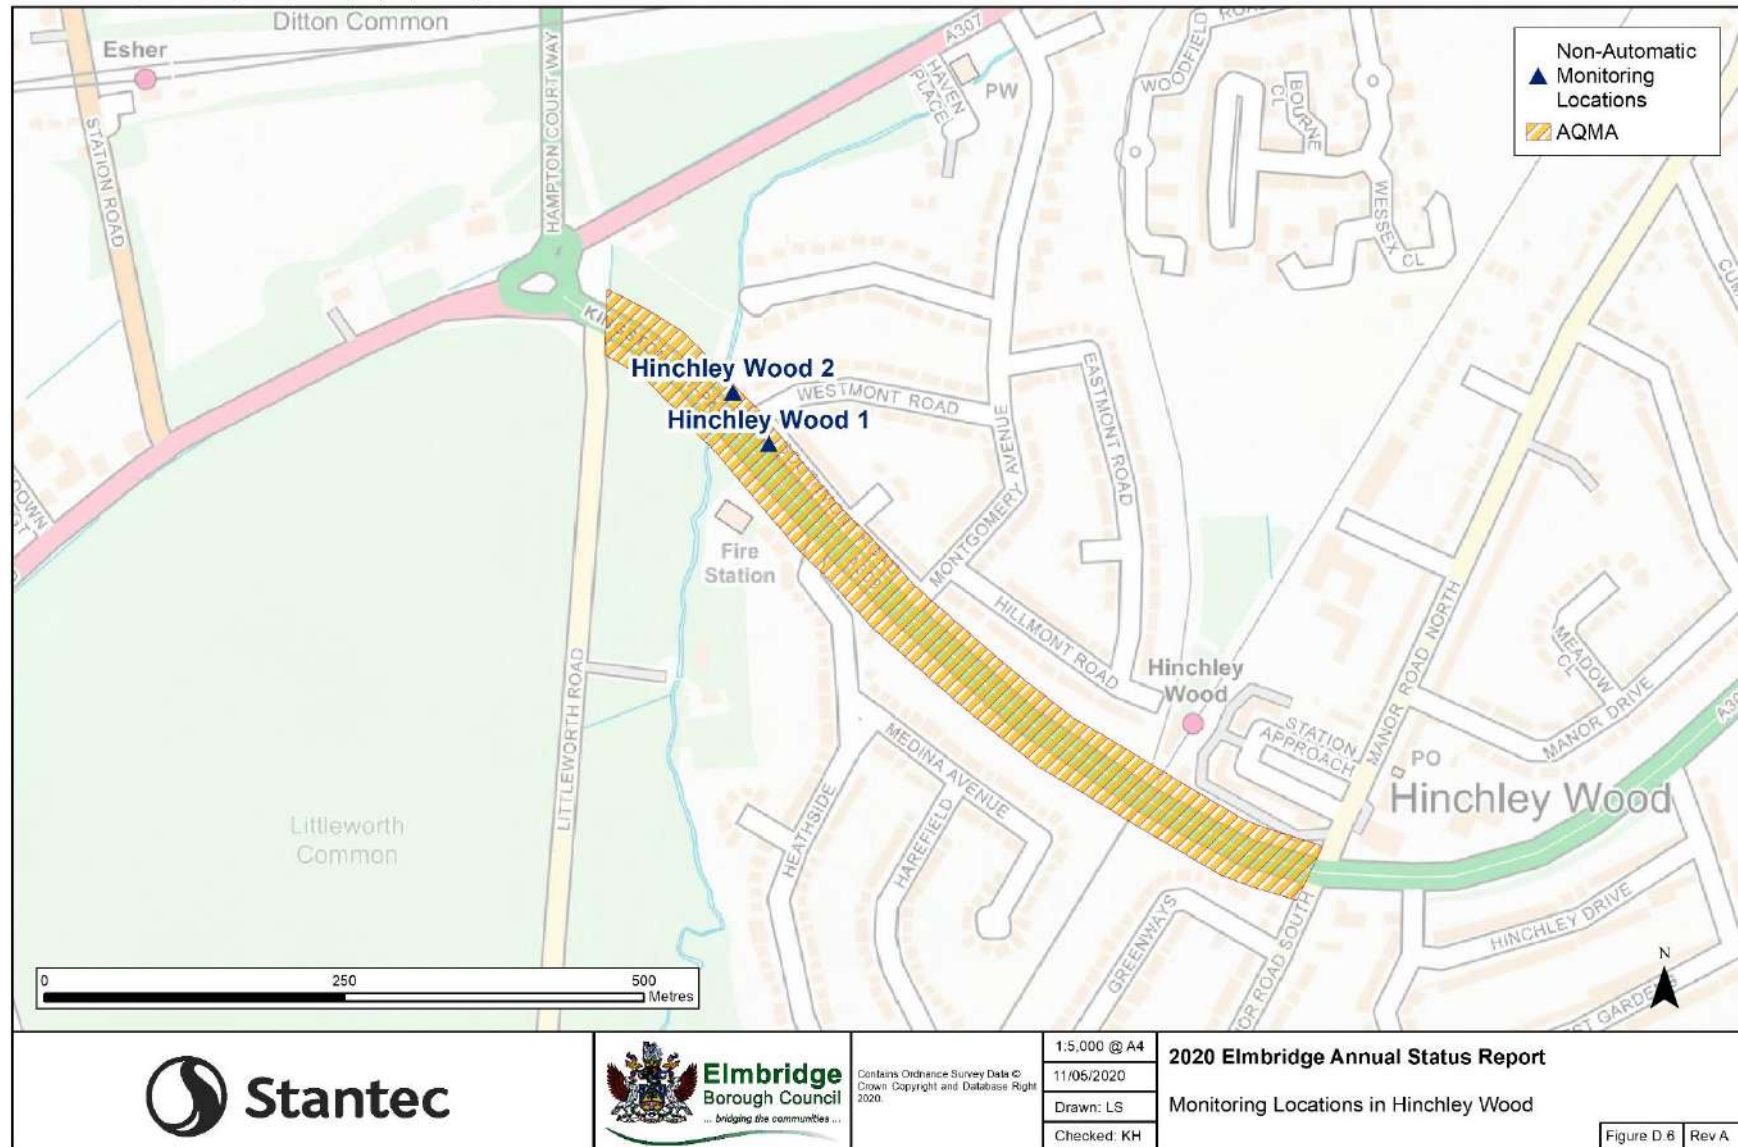 Ditton Common
Esher
STATION ROAD
HAMPTON COURT WAY
A307
HAVEN
PLACE
PW
WOODFIELD
BOURNE
CL
WESSEX
CL
Non-Automatic
Monitoring
Locations
AQMA
Hinchley Wood 2
Hinchley Wood 1
WESTMONT ROAD
EASTMONT ROAD
MONTGOMERY AVENUE
HILLMONT ROAD
Fire
Station
LITTLEWORTH ROAD
Littleworth
Common
Hinchley
Wood
STATION
APPROACH
MANOR ROAD NORTH
MEADOW
CL
MANOR DRIVE
PO
Hinchley Wood
MEDINA AVENUE
HEATHSIDE
HAREFIELD
GREENWAYS
HINCHLEY DRIVE
0 250 500
Metres
N
Stantec
Elmbridge
Borough Council
... bridging the communities ...
Contains Ordnance Survey Data ©
Crown Copyright and Database Right
2020.
1:5,000 @ A4
11/05/2020
Drawn: LS
Checked: KH
2020 Elmbridge Annual Status Report
Monitoring Locations in Hinchley Wood
Figure D.6 Rev A